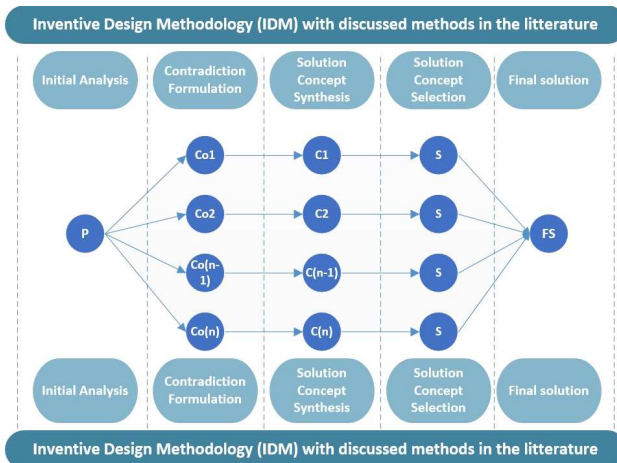 Inventive Design Methodology (IDM) with discussed methods in the litterature
Initial Analysis
Contradiction
Formulation
Solution
Concept
Synthesis
Solution
Concept
Selection
Final solution
Co1
C1
S
Co2
C2
S
P
FS
Co(n-
1)
C(n-1)
S
Co(n)
C(n)
S
Initial Analysis
Contradiction
Formulation
Solution
Concept
Synthesis
Solution
Concept
Selection
Final solution
Inventive Design Methodology (IDM) with discussed methods in the litterature